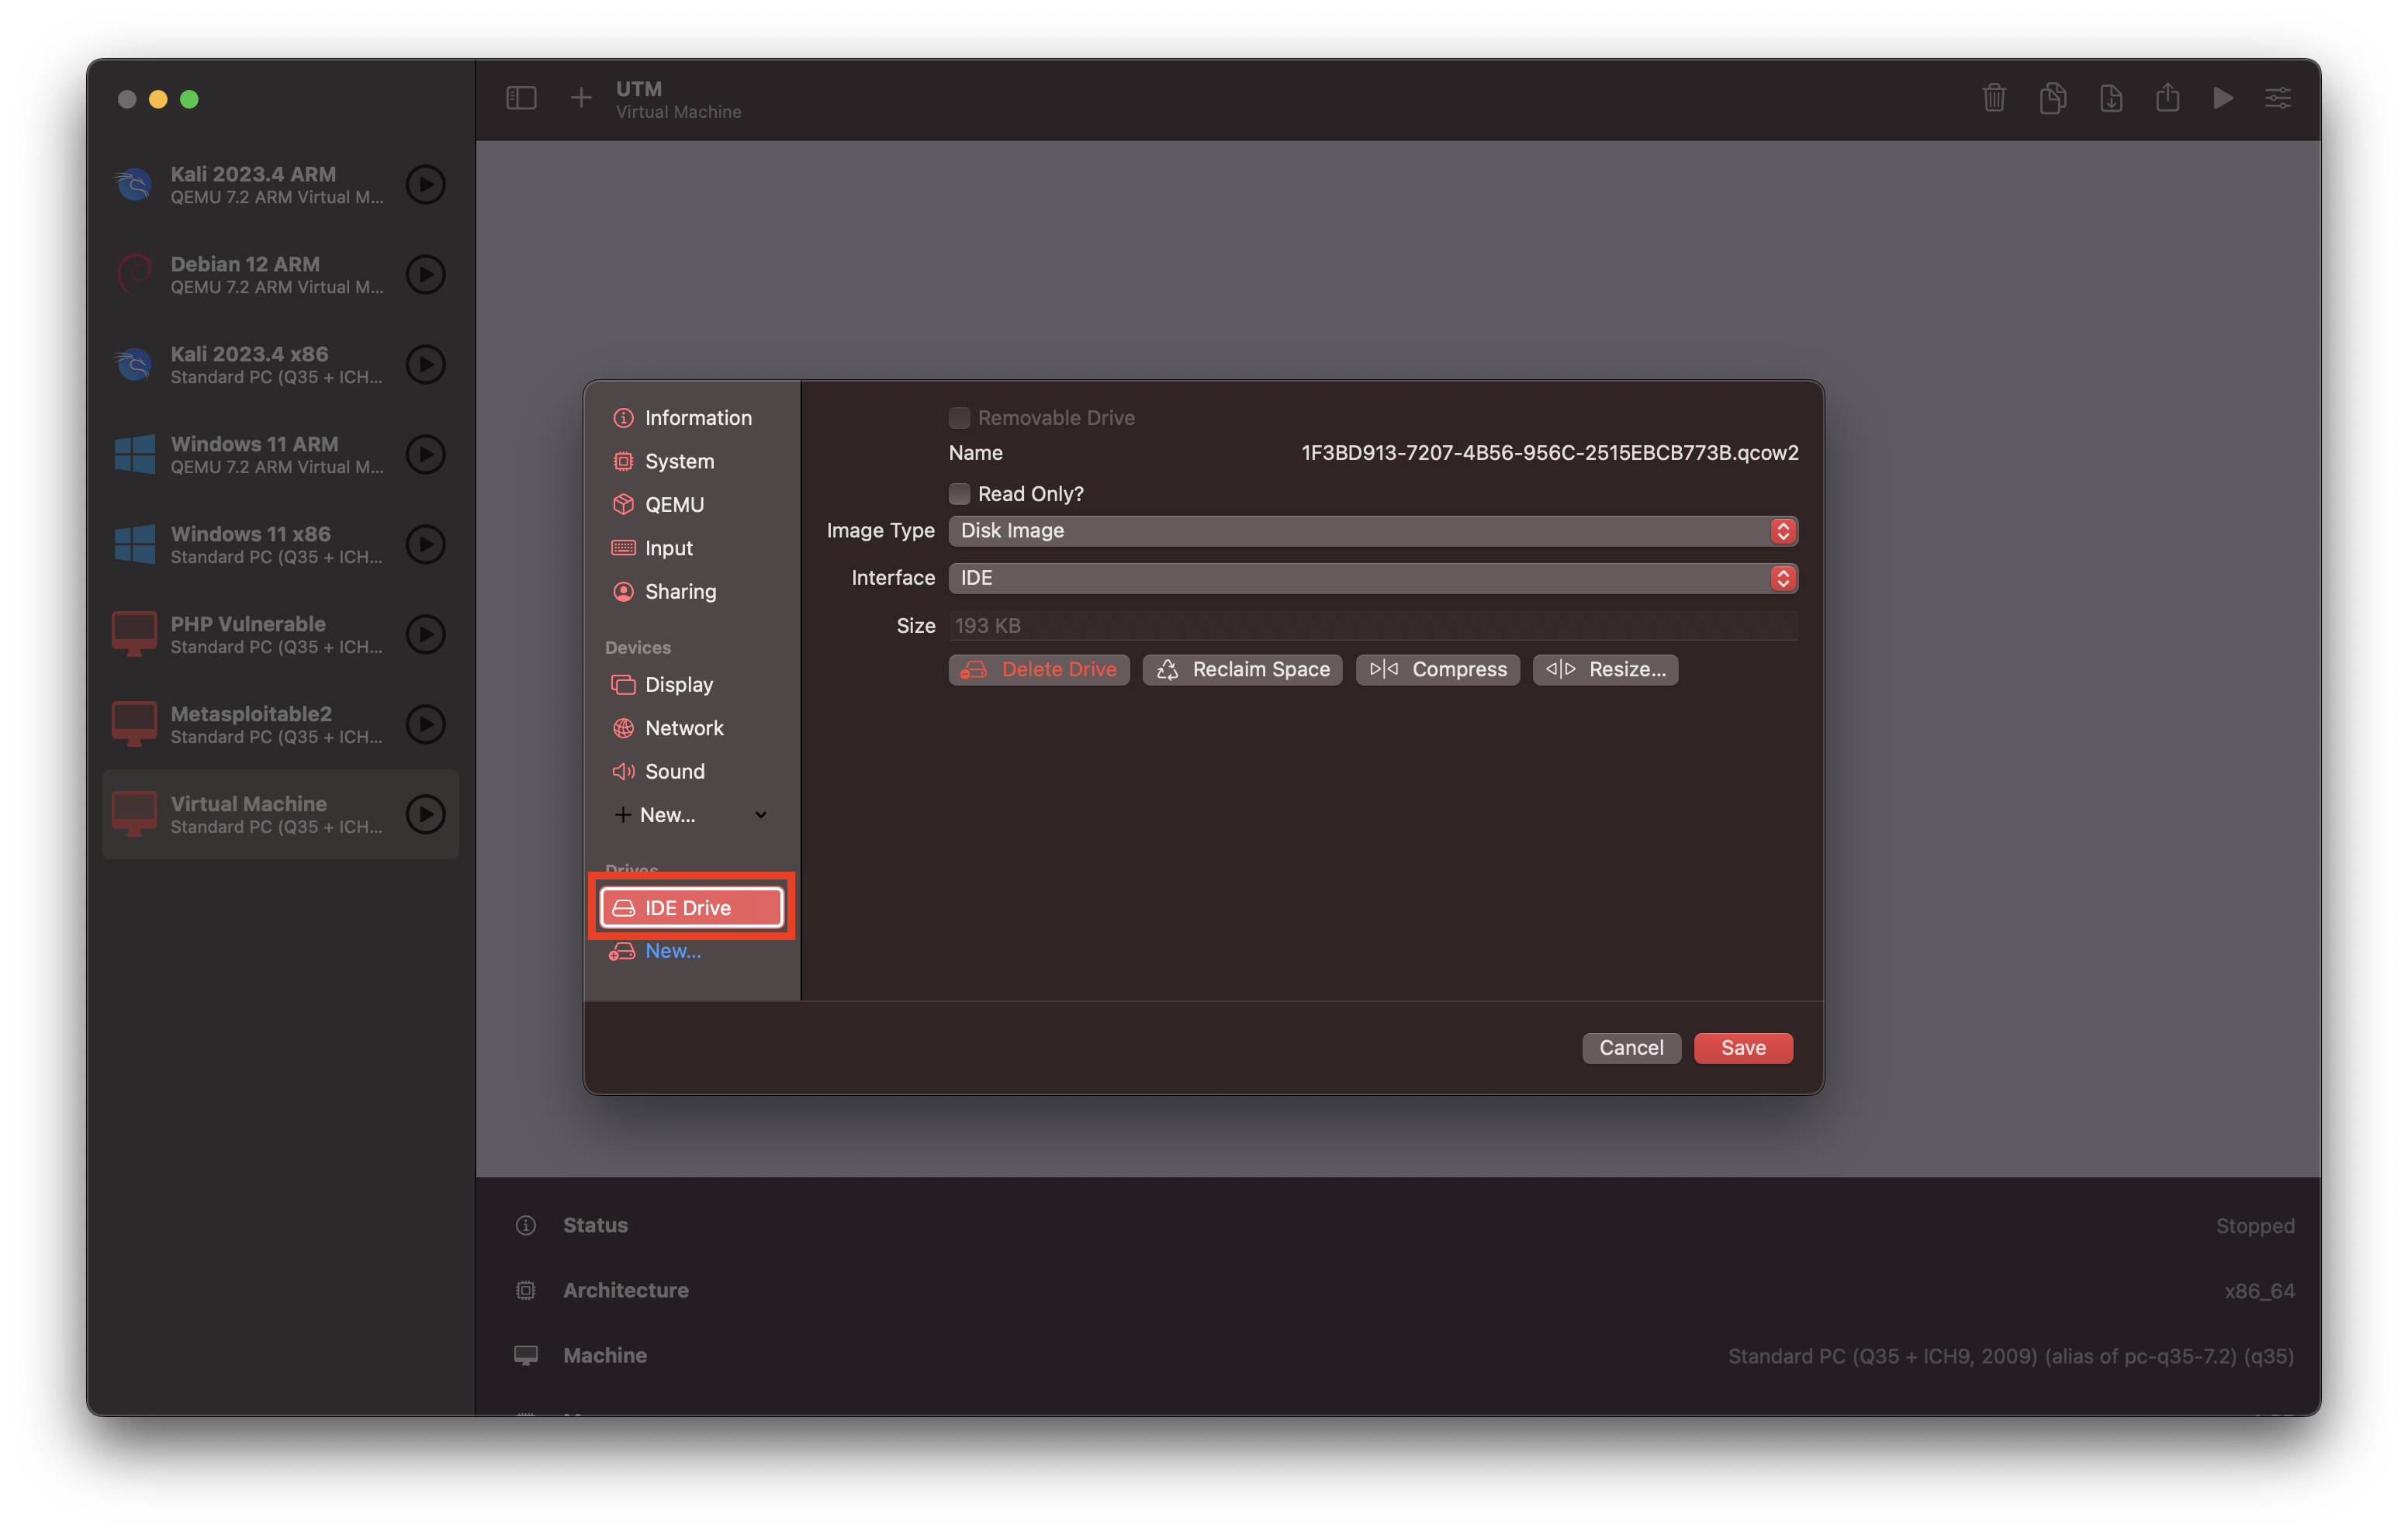 UTM
Virtual Machine
Kali 2023.4 ARM
QEMU 7.2 ARM Virtual M...
Debian 12 ARM
QEMU 7.2 ARM Virtual M...
Kali 2023.4 x86
Standard PC (Q35 + ICH...
Windows 11 ARM
QEMU 7.2 ARM Virtual M...
Windows 11 x86
Standard PC (Q35 + ICH...
PHP Vulnerable
Standard PC (Q35 + ICH...
Metasploitable2
Standard PC (Q35 + ICH...
Virtual Machine
Standard PC (Q35 + ICH...
Information
System
QEMU
Input
Sharing
Devices
Display
Network
Sound
New...
Drives
IDE Drive
New...
Removable Drive
Name 1F3BD913-7207-4B56-956C-2515EBCB773B.qcow2
Read Only?
Image Type Disk Image
Interface IDE
Size 193 KB
Delete Drive Reclaim Space Compress Resize...
Cancel Save
Status Stopped
Architecture x86_64
Machine Standard PC (Q35 + ICH9, 2009) (alias of pc-q35-7.2) (q35)